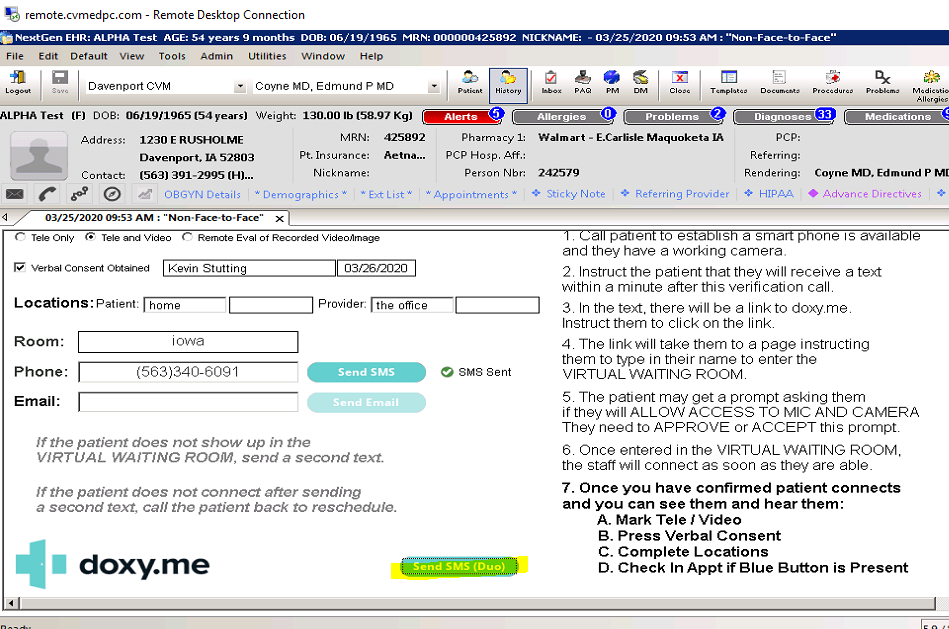 remote.cvmedpc.com - Remote Desktop Connection
NextGen EHR: ALPHA Test AGE: 54 years 9 months DOB: 06/19/1965 MRN: 000000425892 NICKNAME: - 03/25/2020 09:53 AM : "Non-Face-to-Face"
File Edit Default View Tools Admin Utilities Window Help
Davenport CVM Coyne MD, Edmund P MD
Logout Save Patient History Inbox PAQ PM DM Close Templates Documents Procedures Problems Medications
Allergies
ALPHA Test (F) DOB: 06/19/1965 (54 years) Weight: 130.00 lb (58.97 Kg) Alerts 5 Allergies 0 Problems 2 Diagnoses 33 Medications
Address: 1230 E RUSHOLME MRN: 425892 Pharmacy 1: Walmart - E.Carlisle Maquoketa IA PCP:
Davenport, IA 52803 Pt. Insurance: Aetna... PCP Hosp. Aff.: Referring:
Contact: (563) 391-2995 (H)... Nickname: Person Nbr: 242579 Rendering: Coyne MD, Edmund P MD
OBGYN Details * Demographics * * Ext List * * Appointments * Sticky Note Referring Provider HIPAA Advance Directives
03/25/2020 09:53 AM : "Non-Face-to-Face" x
Tele Only Tele and Video Remote Eval of Recorded Video/Image
Verbal Consent Obtained Kevin Stutting 03/26/2020
Locations: Patient: home Provider: the office
Room: iowa
Phone: (563)340-6091 Send SMS SMS Sent
Email: Send Email
If the patient does not show up in the
VIRTUAL WAITING ROOM, send a second text.
If the patient does not connect after sending
a second text, call the patient back to reschedule.
doxy.me Send SMS (Duo)
1. Call patient to establish a smart phone is available
and they have a working camera.
2. Instruct the patient that they will receive a text
within a minute after this verification call.
3. In the text, there will be a link to doxy.me.
Instruct them to click on the link.
4. The link will take them to a page instructing
them to type in their name to enter the
VIRTUAL WAITING ROOM.
5. The patient may get a prompt asking them
if they will ALLOW ACCESS TO MIC AND CAMERA
They need to APPROVE or ACCEPT this prompt.
6. Once entered in the VIRTUAL WAITING ROOM,
the staff will connect as soon as they are able.
7. Once you have confirmed patient connects
and you can see them and hear them:
A. Mark Tele / Video
B. Press Verbal Consent
C. Complete Locations
D. Check In Appt if Blue Button is Present